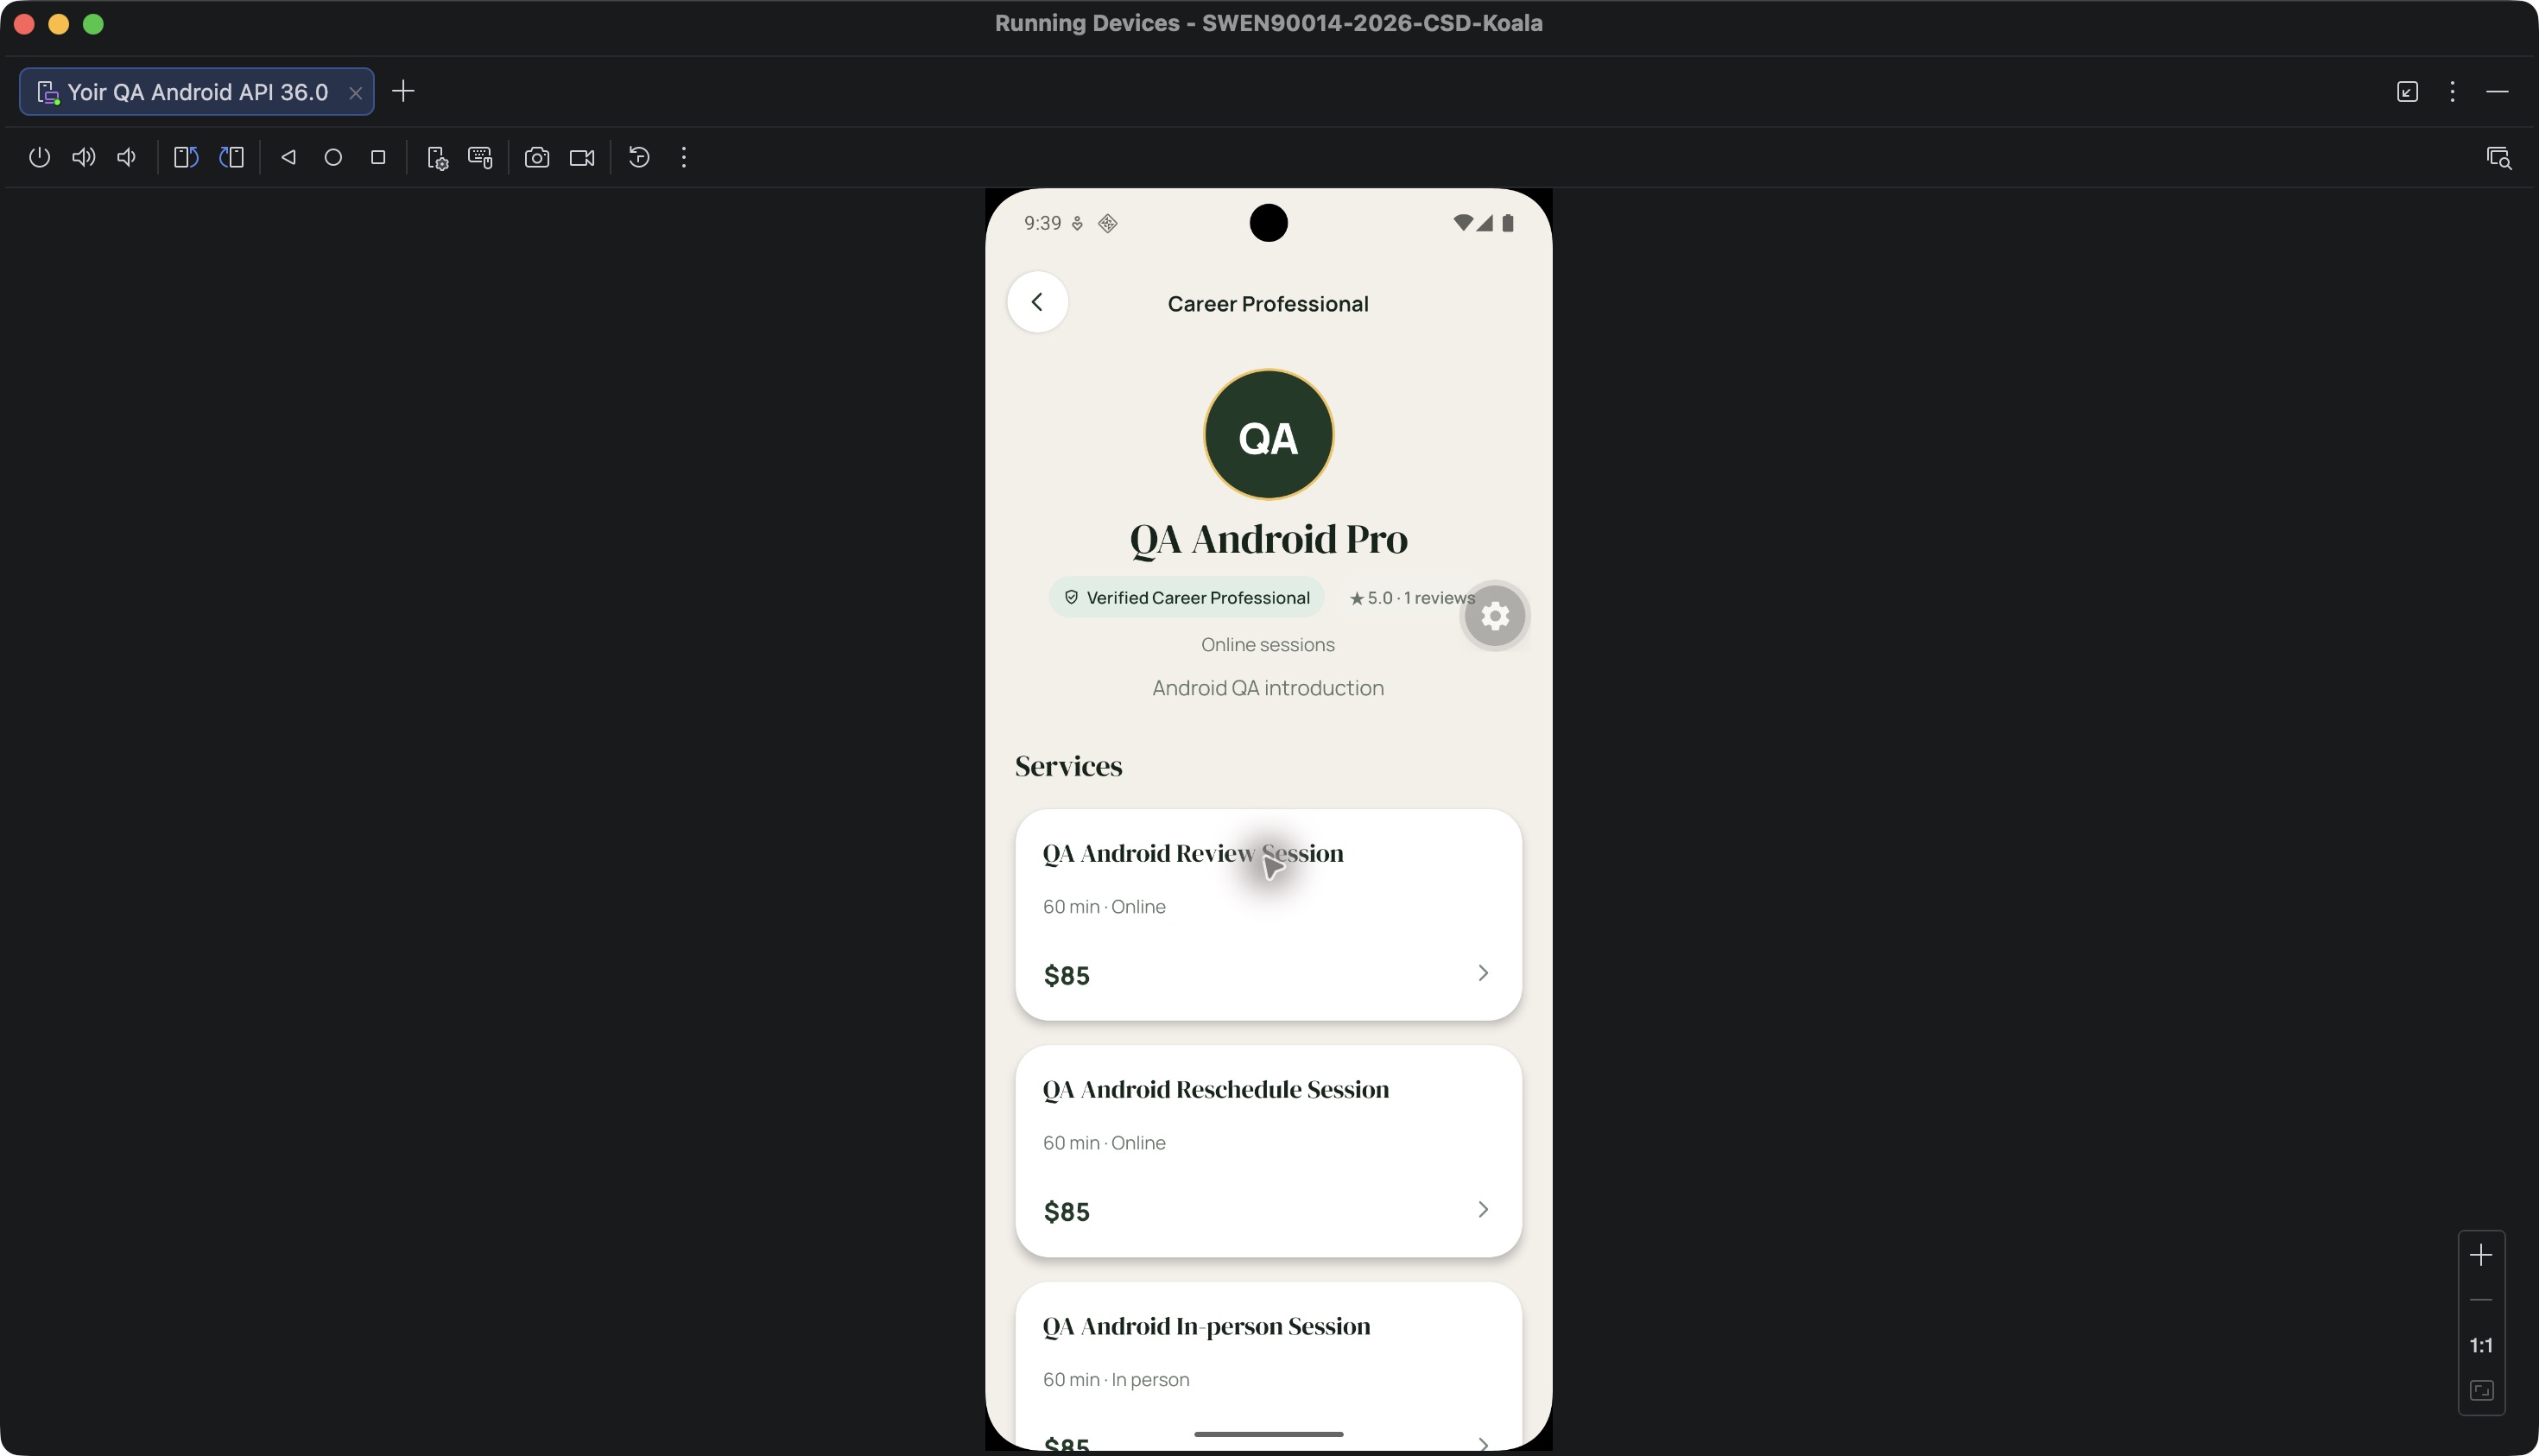 Running Devices - SWEN90014-2026-CSD-Koala
Yoir QA Android API 36.0
9:39
Career Professional
QA
QA Android Pro
Verified Career Professional
★ 5.0 · 1 reviews
Online sessions
Android QA introduction
Services
QA Android Review Session
60 min · Online
$85
QA Android Reschedule Session
60 min · Online
$85
QA Android In-person Session
60 min · In person
$85
1:1